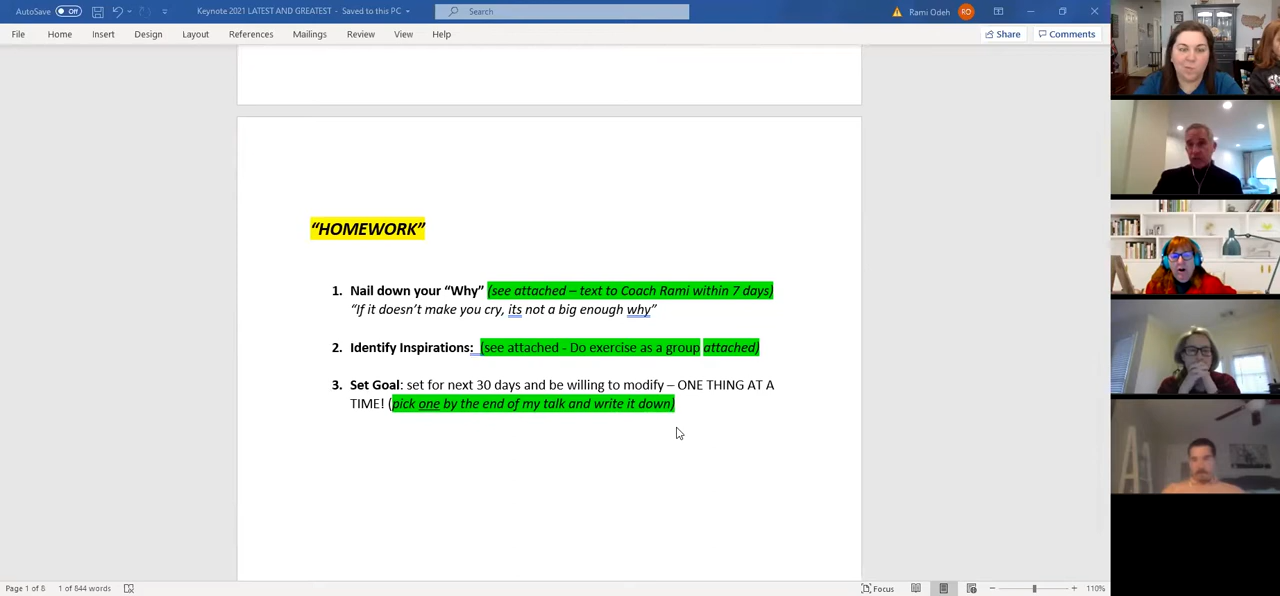 AutoSave Off Keynote 2021 LATEST AND GREATEST - Saved to this PC Search Rami Odeh RO
File Home Insert Design Layout References Mailings Review View Help Share Comments
“HOMEWORK”
1. Nail down your “Why” (see attached – text to Coach Rami within 7 days)
“If it doesn’t make you cry, its not a big enough why”
2. Identify Inspirations: (see attached - Do exercise as a group attached)
3. Set Goal: set for next 30 days and be willing to modify – ONE THING AT A
TIME! (pick one by the end of my talk and write it down)
Page 1 of 8 1 of 844 words Focus 110%